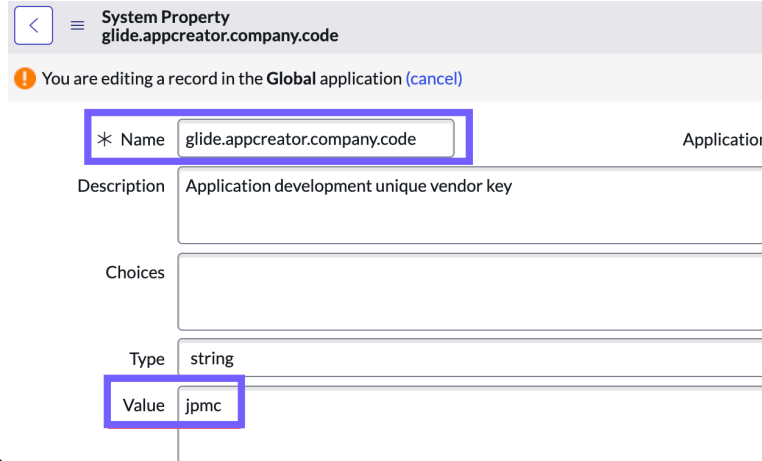 System Property
glide.appcreator.company.code
You are editing a record in the Global application (cancel)
* Name glide.appcreator.company.code Application
Description Application development unique vendor key
Choices
Type string
Value jpmc